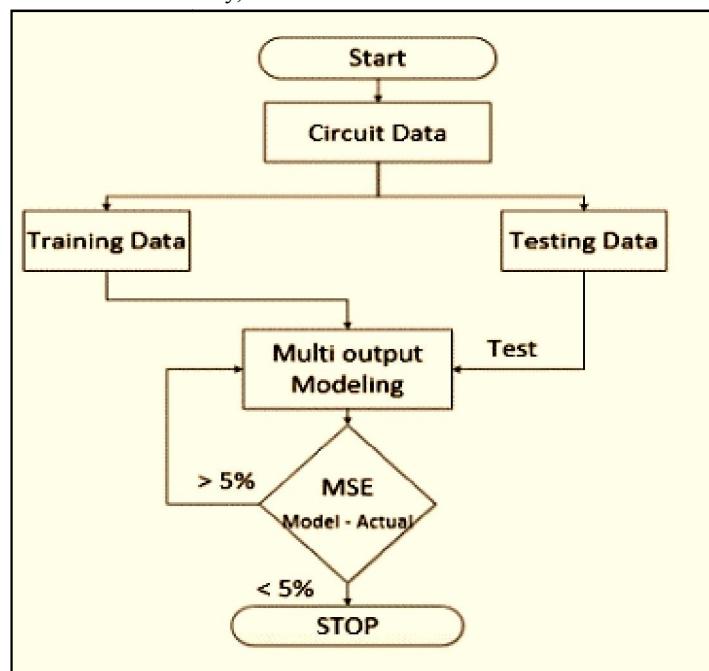 Start
Circuit Data
Training Data
Testing Data
Multi output
Modeling
Test
> 5%
MSE
Model - Actual
< 5%
STOP